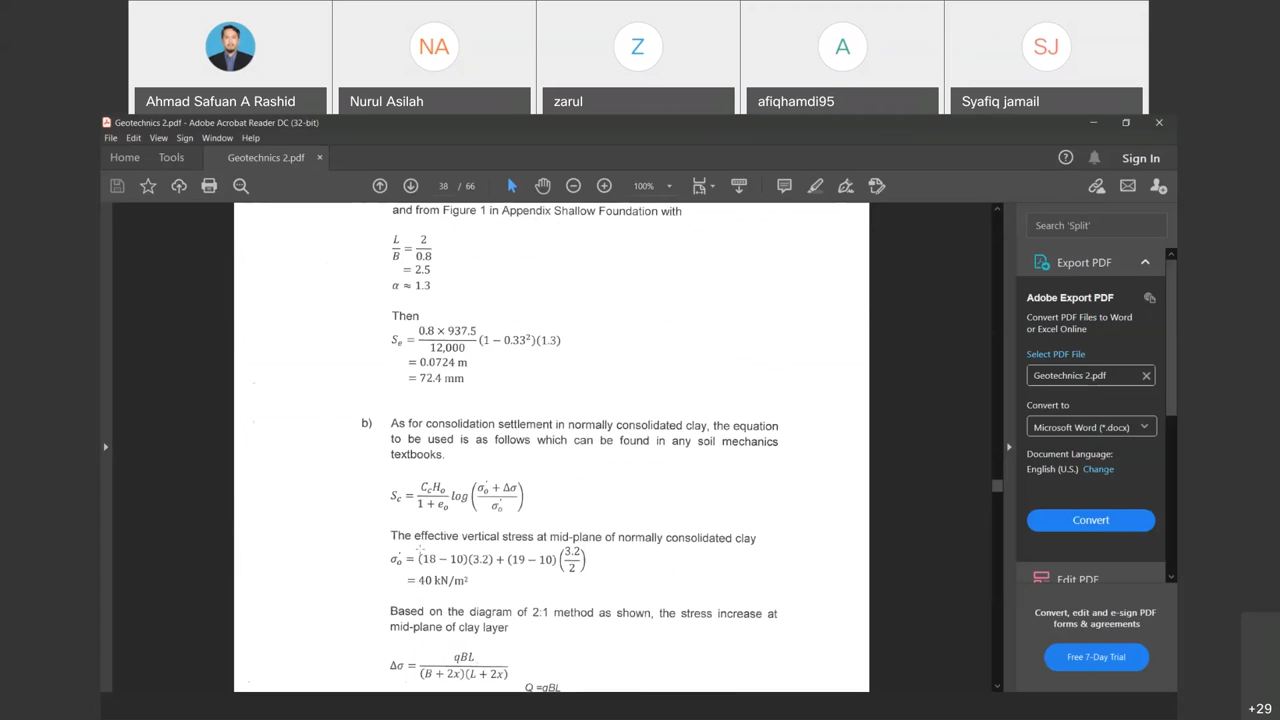 NA
Z
A
SJ
Ahmad Safuan A Rashid
Nurul Asilah
zarul
afiqhamdi95
Syafiq jamail
Geotechnics 2.pdf - Adobe Acrobat Reader DC (32-bit)
File Edit View Sign Window Help
Home Tools Geotechnics 2.pdf ×
38 / 66
100%
Sign In
and from Figure 1 in Appendix Shallow Foundation with
L/B = 2/0.8
= 2.5
α ≈ 1.3
Then
Sₑ = 0.8 × 937.5/12,000 (1 − 0.33²)(1.3)
= 0.0724 m
= 72.4 mm
b) As for consolidation settlement in normally consolidated clay, the equation
to be used is as follows which can be found in any soil mechanics
textbooks.
S_c = C_cH_o/1 + e_o log (σ'_o + Δσ/σ'_o)
The effective vertical stress at mid-plane of normally consolidated clay
σ'_o = (18 − 10)(3.2) + (19 − 10) (3.2/2)
= 40 kN/m²
Based on the diagram of 2:1 method as shown, the stress increase at
mid-plane of clay layer
Δσ = qBL/(B + 2x)(L + 2x)
Q =qBL
Search 'Split'
Export PDF
Adobe Export PDF
Convert PDF Files to Word
or Excel Online
Select PDF File
Geotechnics 2.pdf ×
Convert to
Microsoft Word (*.docx)
Document Language:
English (U.S.) Change
Convert
Edit PDF
Convert, edit and e-sign PDF
forms & agreements
Free 7-Day Trial
+29